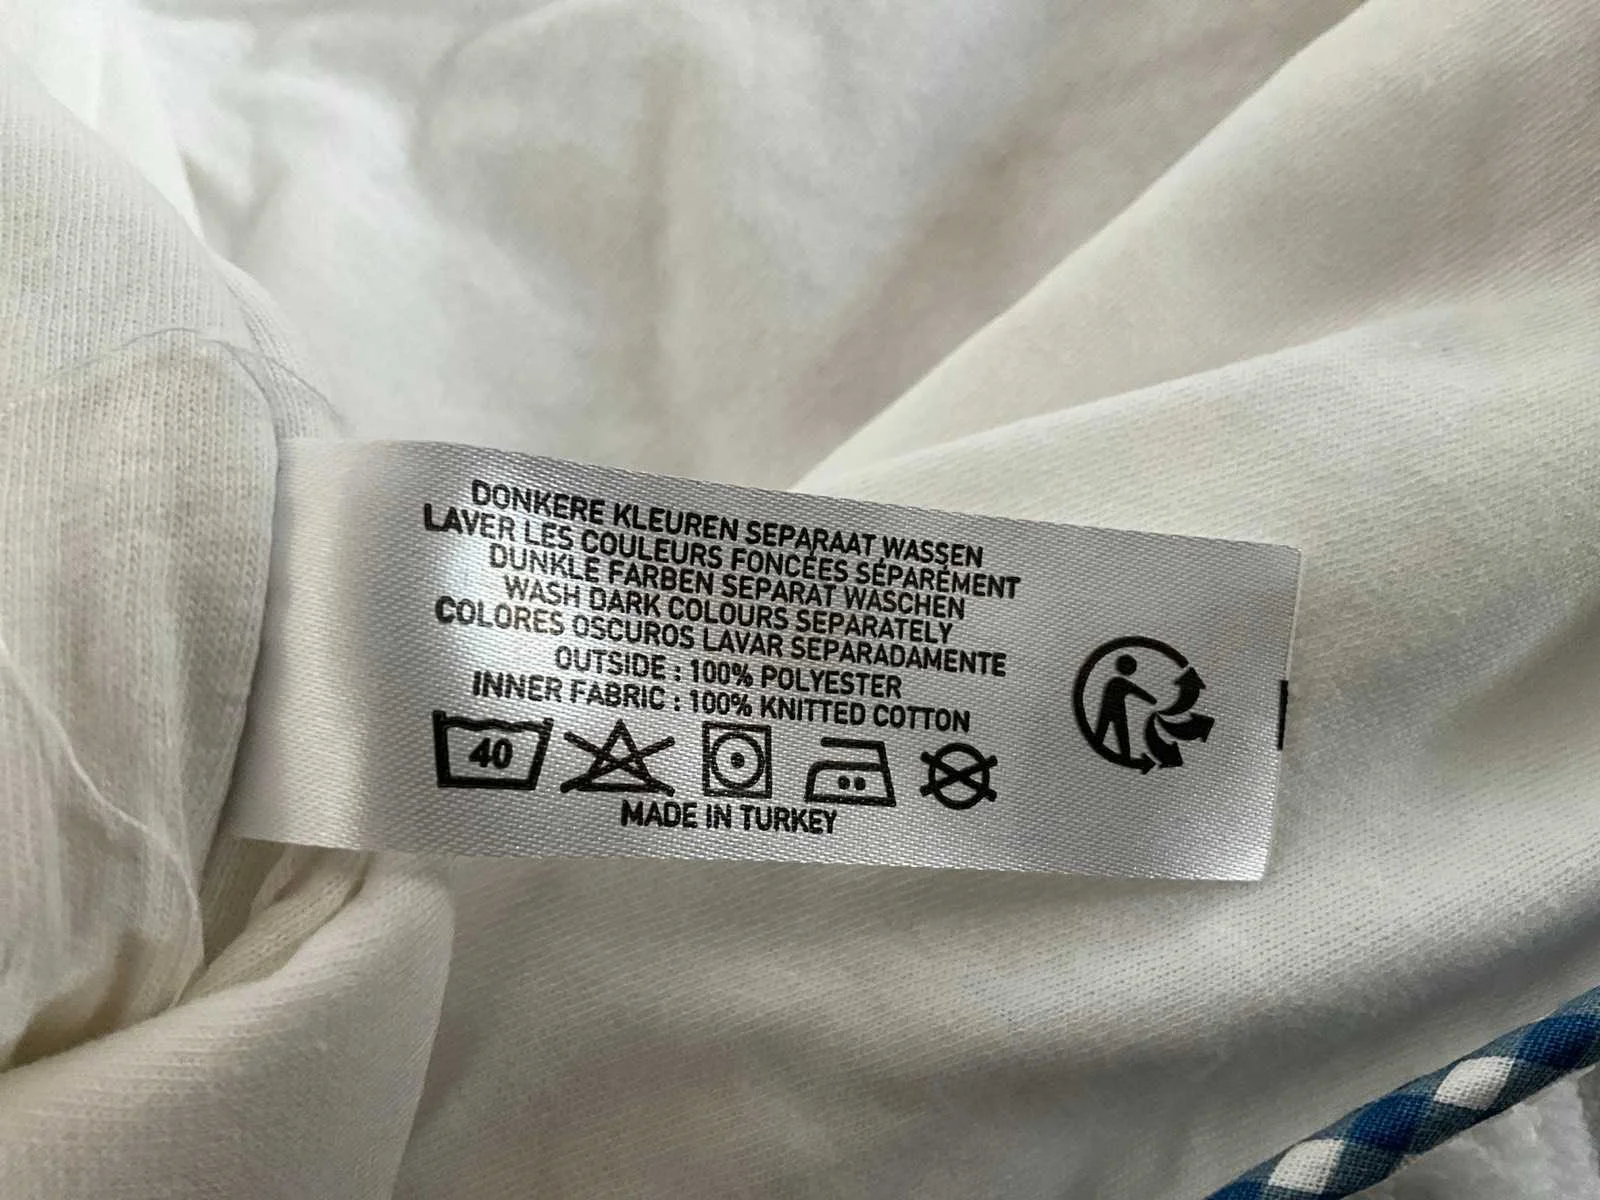 DONKERE KLEUREN SEPARAAT WASSEN
LAVER LES COULEURS FONCÉES SÉPARÉMENT
DUNKLE FARBEN SEPARAT WASCHEN
WASH DARK COLOURS SEPARATELY
COLORES OSCUROS LAVAR SEPARADAMENTE
OUTSIDE : 100% POLYESTER
INNER FABRIC : 100% KNITTED COTTON
40
MADE IN TURKEY